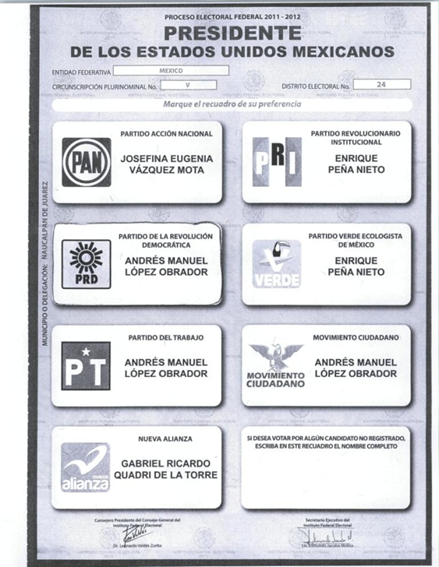 PROCESO ELECTORAL FEDERAL 2011 - 2012
PRESIDENTE
DE LOS ESTADOS UNIDOS MEXICANOS
ENTIDAD FEDERATIVA MEXICO
CIRCUNSCRIPCIÓN PLURINOMINAL No. V DISTRITO ELECTORAL No. 24
Marque el recuadro de su preferencia
MUNICIPIO O DELEGACIÓN: NAUCALPAN DE JUAREZ
PAN
PARTIDO ACCIÓN NACIONAL
JOSEFINA EUGENIA
VÁZQUEZ MOTA
PRI
PARTIDO REVOLUCIONARIO
INSTITUCIONAL
ENRIQUE
PEÑA NIETO
PRD
PARTIDO DE LA REVOLUCIÓN
DEMOCRÁTICA
ANDRÉS MANUEL
LÓPEZ OBRADOR
VERDE
PARTIDO VERDE ECOLOGISTA
DE MÉXICO
ENRIQUE
PEÑA NIETO
PT
PARTIDO DEL TRABAJO
ANDRÉS MANUEL
LÓPEZ OBRADOR
MOVIMIENTO
CIUDADANO
MOVIMIENTO CIUDADANO
ANDRÉS MANUEL
LÓPEZ OBRADOR
nueva
alianza
NUEVA ALIANZA
GABRIEL RICARDO
QUADRI DE LA TORRE
SI DESEA VOTAR POR ALGÚN CANDIDATO NO REGISTRADO,
ESCRIBA EN ESTE RECUADRO EL NOMBRE COMPLETO
Consejero Presidente del Consejo General del
Instituto Federal Electoral
Dr. Leonardo Valdés Zurita
Secretario Ejecutivo del
Instituto Federal Electoral
Lic. Edmundo Jacobo Molina